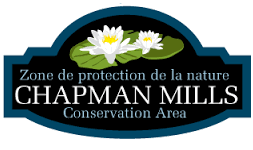 Zone de protection de la nature
CHAPMAN MILLS
Conservation Area